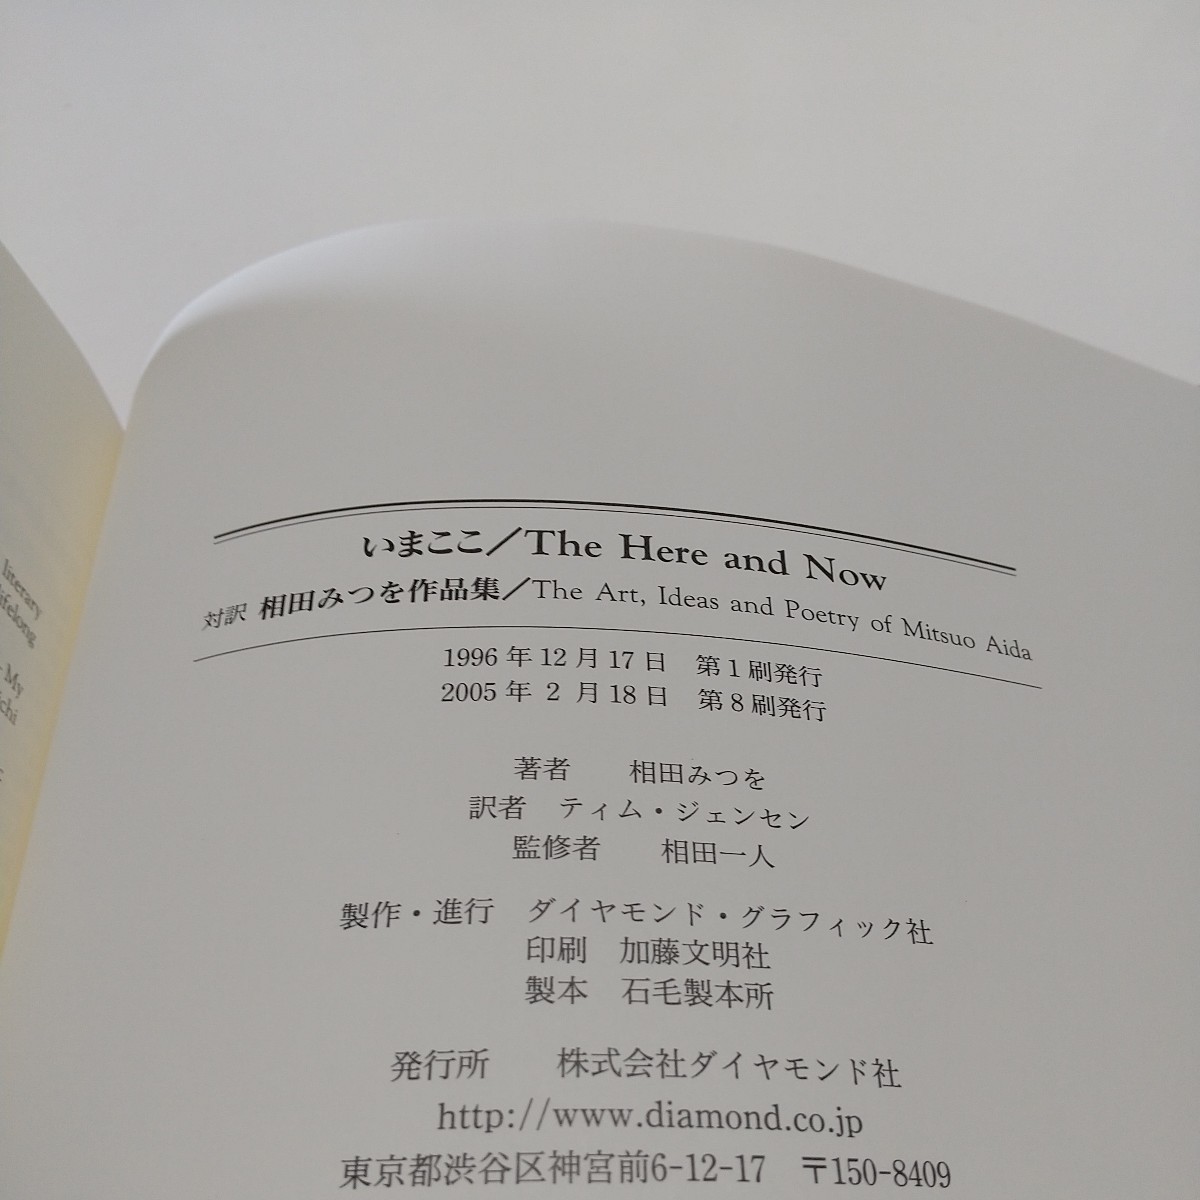 literary
lifelong
My
ichi
いまここ／The Here and Now
対訳 相田みつを作品集／The Art, Ideas and Poetry of Mitsuo Aida
1996年12月17日　第1刷発行
2005年 2 月18日　第8刷発行
著者　相田みつを
訳者　ティム・ジェンセン
監修者　相田一人
製作・進行　ダイヤモンド・グラフィック社
印刷　加藤文明社
製本　石毛製本所
発行所　株式会社ダイヤモンド社
http://www.diamond.co.jp
東京都渋谷区神宮前6-12-17　〒150-8409